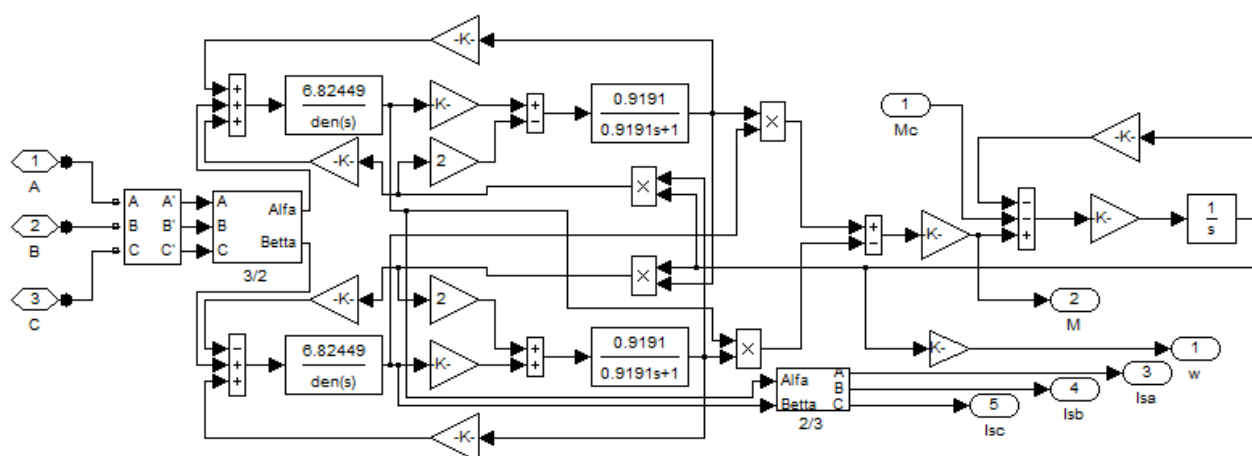 -K-
+
+
+
6.82449
den(s)
K-
+
-
0.9191
0.9191s+1
×
1
Mc
-K-
-K-
2
×
1
A
2
B
3
C
A A'
B B'
C C'
A
B
C
Alfa
Betta
3/2
+
-
K-
-
-
+
K-
1
s
×
-K-
2
2
M
-
+
+
6.82449
den(s)
K-
+
+
0.9191
0.9191s+1
×
K-
1
w
Alfa
Betta
A
B
C
2/3
3
Isa
4
Isb
5
Isc
-K-